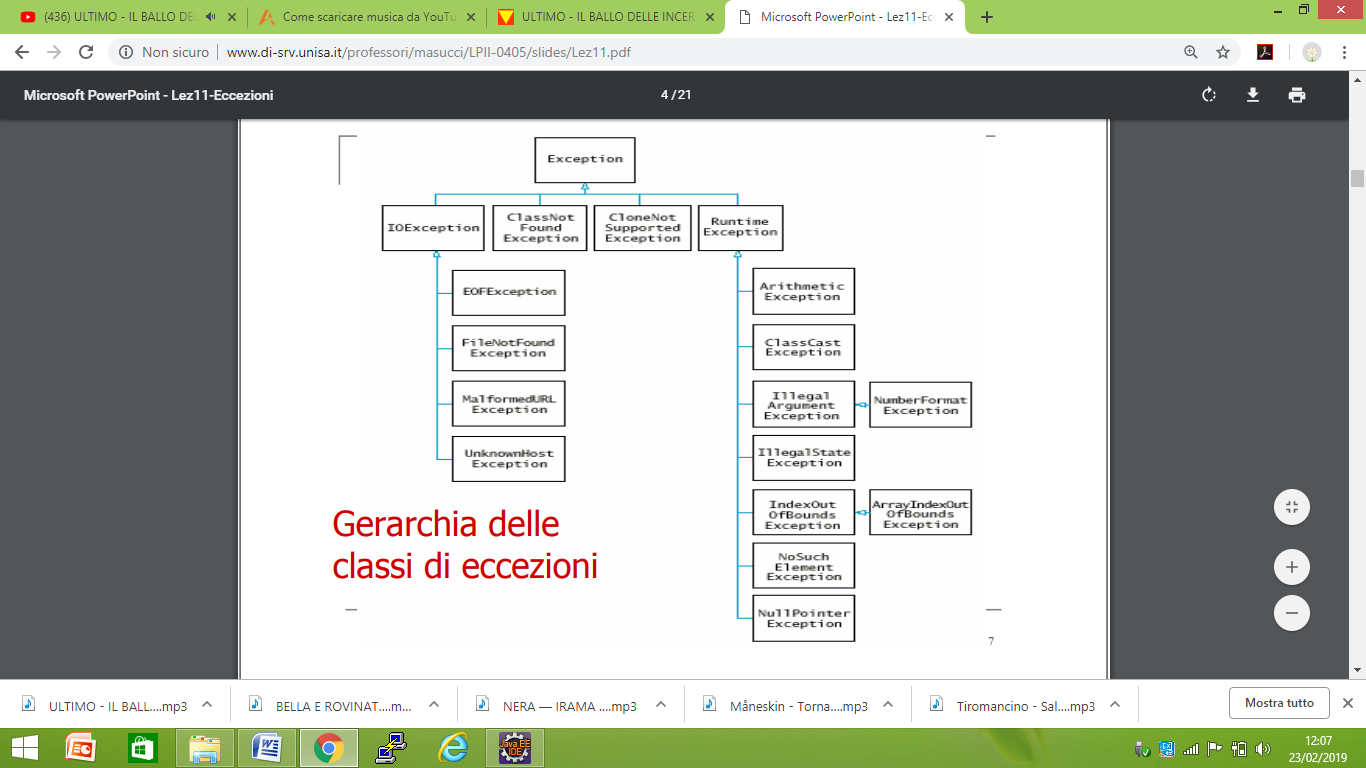 (436) ULTIMO - IL BALLO DE
Come scaricare musica da YouTu
ULTIMO - IL BALLO DELLE INCER
Microsoft PowerPoint - Lez11-Ec
Non sicuro | www.di-srv.unisa.it/professori/masucci/LPII-0405/slides/Lez11.pdf
Microsoft PowerPoint - Lez11-Eccezioni
4 / 21
Exception
IOException
ClassNot
Found
Exception
CloneNot
Supported
Exception
Runtime
Exception
EOFException
FileNotFound
Exception
MalformedURL
Exception
UnknownHost
Exception
Arithmetic
Exception
ClassCast
Exception
Illegal
Argument
Exception
NumberFormat
Exception
IllegalState
Exception
IndexOut
OfBounds
Exception
ArrayIndexOut
OfBounds
Exception
NoSuch
Element
Exception
NullPointer
Exception
Gerarchia delle
classi di eccezioni
7
ULTIMO - IL BALL....mp3
BELLA E ROVINAT....m...
NERA — IRAMA ....mp3
Måneskin - Torna....mp3
Tiromancino - Sal....mp3
Mostra tutto
Java EE
IDE
12:07
23/02/2019